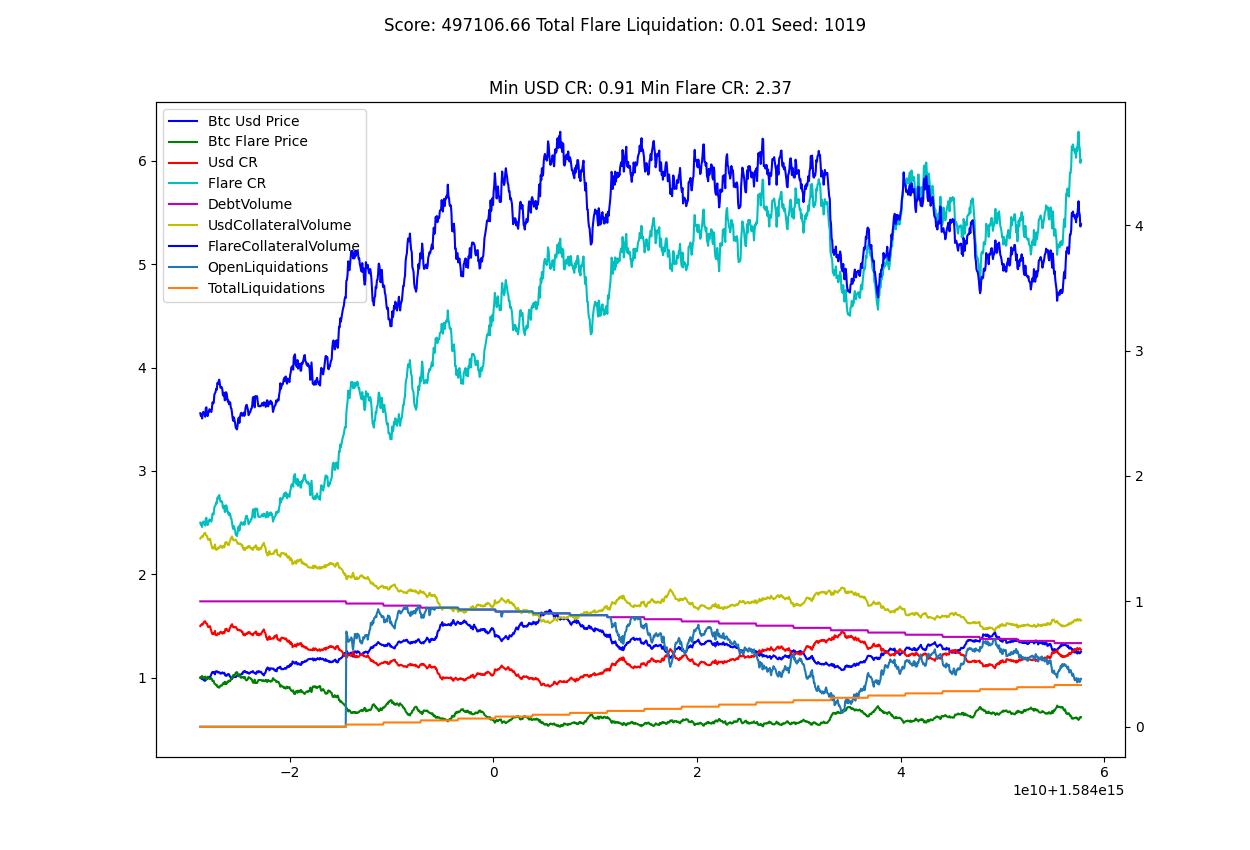 Score: 497106.66 Total Flare Liquidation: 0.01 Seed: 1019
Min USD CR: 0.91 Min Flare CR: 2.37
Btc Usd Price
Btc Flare Price
Usd CR
Flare CR
DebtVolume
UsdCollateralVolume
FlareCollateralVolume
OpenLiquidations
TotalLiquidations
6
5
4
3
2
1
4
3
2
1
0
−2
0
2
4
6
1e10+1.584e15